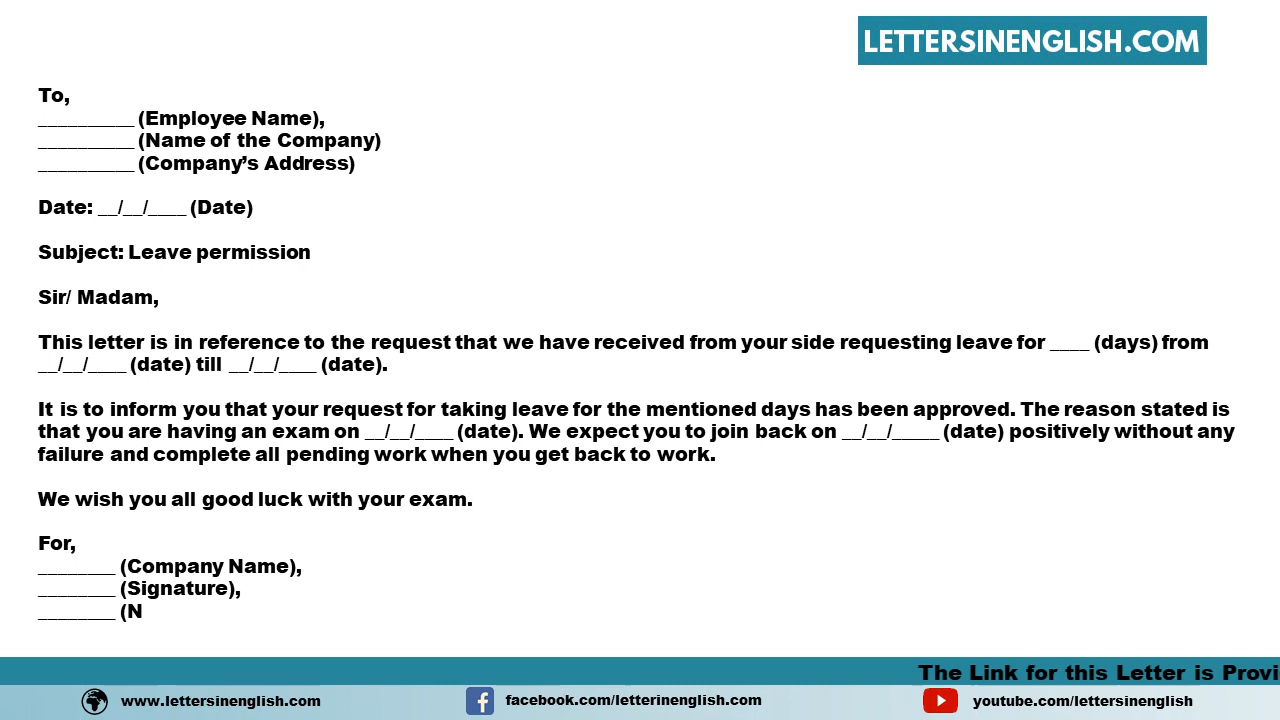 LETTERSINENGLISH.COM
To,
__________ (Employee Name),
__________ (Name of the Company)
__________ (Company’s Address)
Date: __/__/____ (Date)
Subject: Leave permission
Sir/ Madam,
This letter is in reference to the request that we have received from your side requesting leave for ____ (days) from
__/__/____ (date) till __/__/____ (date).
It is to inform you that your request for taking leave for the mentioned days has been approved. The reason stated is
that you are having an exam on __/__/____ (date). We expect you to join back on __/__/_____ (date) positively without any
failure and complete all pending work when you get back to work.
We wish you all good luck with your exam.
For,
________ (Company Name),
________ (Signature),
________ (N
The Link for this Letter is Provi
www.lettersinenglish.com
facebook.com/letterinenglish.com
youtube.com/lettersinenglish